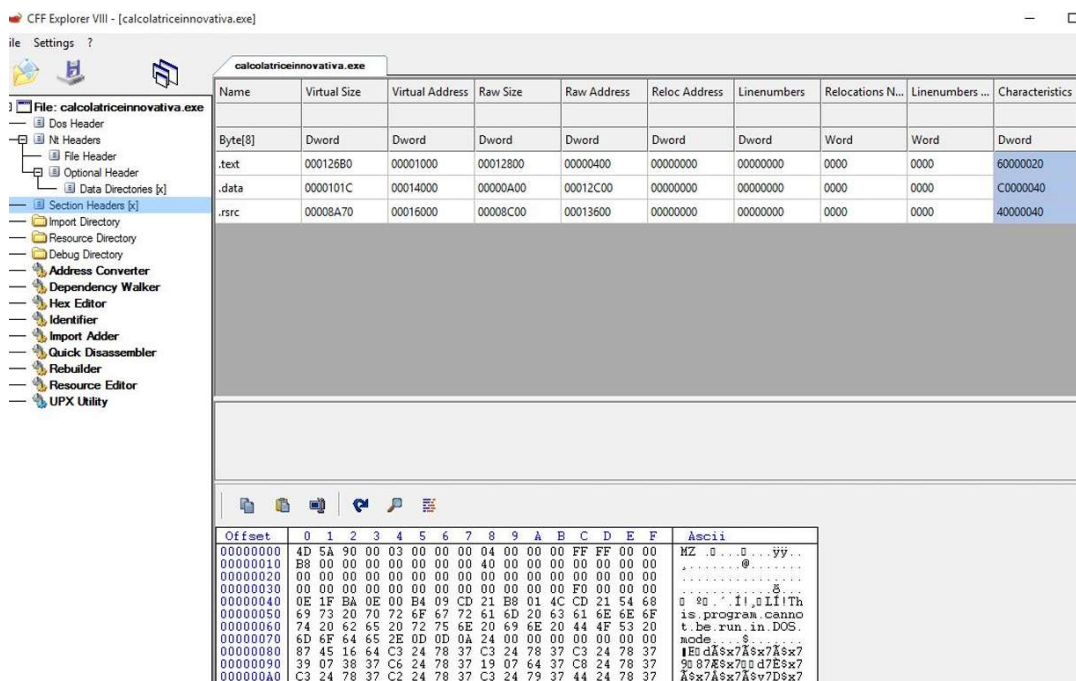 CFF Explorer VIII - [calcolatriceinnovativa.exe]
ile Settings ?
calcolatriceinnovativa.exe
File: calcolatriceinnovativa.exe
Dos Header
Nt Headers
File Header
Optional Header
Data Directories [x]
Section Headers [x]
Import Directory
Resource Directory
Debug Directory
Address Converter
Dependency Walker
Hex Editor
Identifier
Import Adder
Quick Disassembler
Rebuilder
Resource Editor
UPX Utility
Name Virtual Size Virtual Address Raw Size Raw Address Reloc Address Linenumbers Relocations N... Linenumbers ... Characteristics
Byte[8] Dword Dword Dword Dword Dword Dword Word Word Dword
.text 000126B0 00001000 00012800 00000400 00000000 00000000 0000 0000 60000020
.data 0000101C 00014000 00000A00 00012C00 00000000 00000000 0000 0000 C0000040
.rsrc 00008A70 00016000 00008C00 00013600 00000000 00000000 0000 0000 40000040
Offset 0 1 2 3 4 5 6 7 8 9 A B C D E F Ascii
00000000 4D 5A 90 00 03 00 00 00 04 00 00 00 FF FF 00 00 MZ
00000010 B8 00 00 00 00 00 00 00 40 00 00 00 00 00 00 00 ¸.......@.......
00000020 00 00 00 00 00 00 00 00 00 00 00 00 00 00 00 00 ................
00000030 00 00 00 00 00 00 00 00 00 00 00 00 F0 00 00 00 ............ð...
00000040 0E 1F BA 0E 00 B4 09 CD 21 B8 01 4C CD 21 54 68
00000050 69 73 20 70 72 6F 67 72 61 6D 20 63 61 6E 6E 6F is.program.canno
00000060 74 20 62 65 20 72 75 6E 20 69 6E 20 44 4F 53 20 t.be.run.in.DOS.
00000070 6D 6F 64 65 2E 0D 0D 0A 24 00 00 00 00 00 00 00 mode....$.......
00000080 87 45 16 64 C3 24 78 37 C3 24 78 37 C3 24 78 37
00000090 39 07 38 37 C6 24 78 37 19 07 64 37 C8 24 78 37
000000A0 C3 24 78 37 C2 24 78 37 C3 24 79 37 44 24 78 37